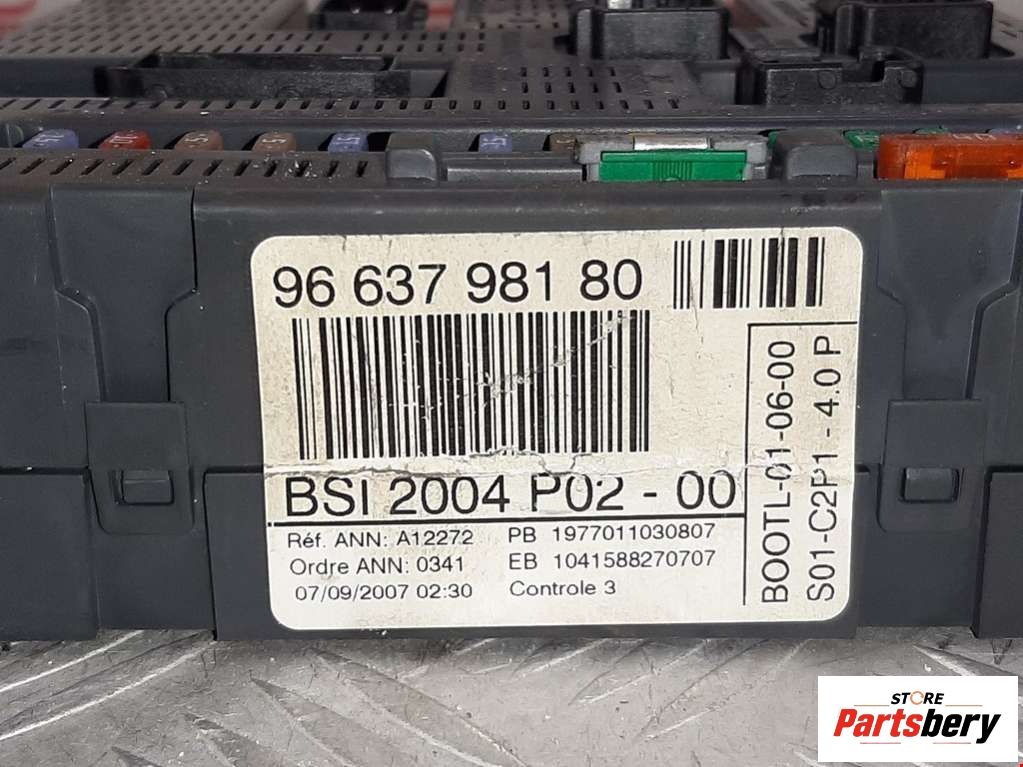 96 637 981 80
BSI 2004 P02 - 00
Réf. ANN: A12272 PB 1977011030807
Ordre ANN: 0341 EB 1041588270707
07/09/2007 02:30 Controle 3
BOOTL-01-06-00
S01-C2P1 - 4.0 P
STORE
Partsbery